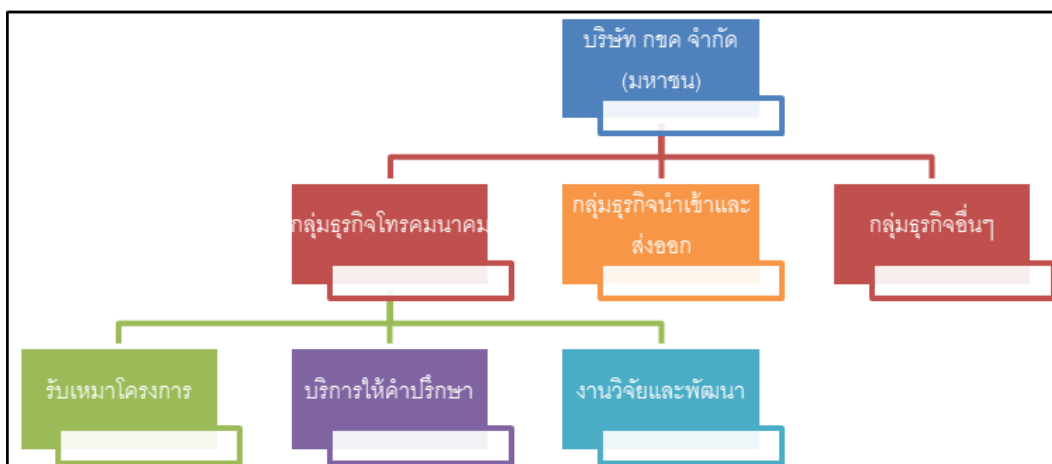 บริษัท กขค จำกัด
(มหาชน)
กลุ่มธุรกิจโทรคมนาคม
กลุ่มธุรกิจนำเข้าและ
ส่งออก
กลุ่มธุรกิจอื่นๆ
รับเหมาโครงการ
บริการให้คำปรึกษา
งานวิจัยและพัฒนา